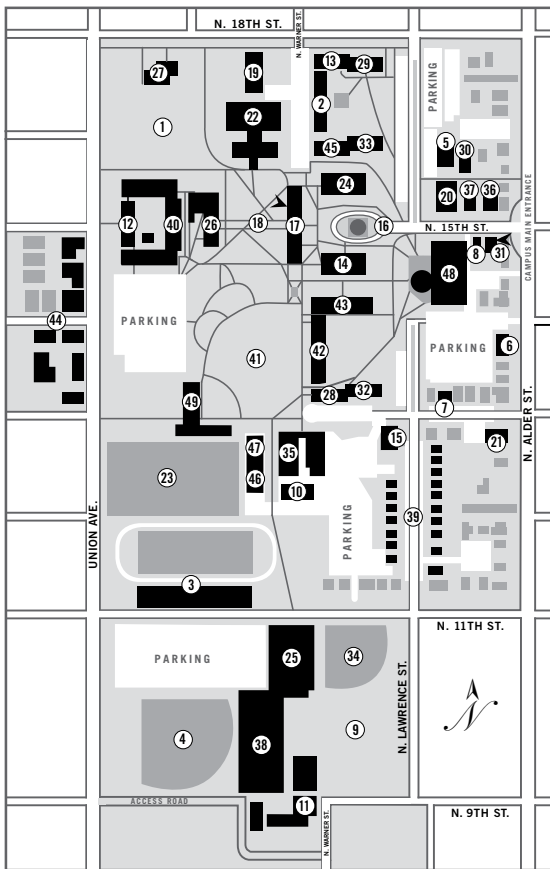 N. 18TH ST.
N. WARNER ST.
13
29
27
19
PARKING
2
22
1
5
30
45
33
24
20
37
36
CAMPUS MAIN ENTRANCE
12
40
26
18
17
16
N. 15TH ST.
8
31
14
48
44
PARKING
43
PARKING
6
41
42
28
32
49
7
N. ALDER ST.
15
21
47
35
23
46
10
UNION AVE.
PARKING
39
3
N. 11TH ST.
PARKING
25
34
N. LAWRENCE ST.
N
4
38
9
ACCESS ROAD
11
N. WARNER ST.
N. 9TH ST.